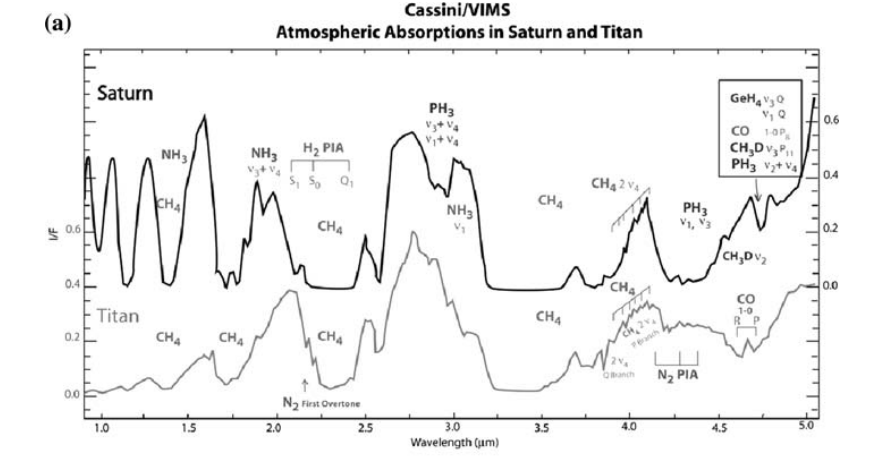 (a)
Cassini/VIMS
Atmospheric Absorptions in Saturn and Titan
Saturn
NH3
CH4
NH3
ν3+ ν4
H2 PIA
S1 S0 Q1
CH4
PH3
ν3+ ν4
ν1+ ν4
NH3
ν1
CH4
CH4 2 ν4
PH3
ν1, ν3
GeH4 ν3 Q
ν1 Q
CO 1-0 P8
CH3D ν3 P11
PH3 ν2+ ν4
CH3D ν2
0.6
0.4
0.2
0.0
I/F
0.6
0.4
0.2
0.0
Titan
CH4
CH4
CH4
N2 First Overtone
CH4
CH4
CH4 2 ν4
P Branch
2 ν4
Q Branch
N2 PIA
CO
1-0
R P
1.0 1.5 2.0 2.5 3.0 3.5 4.0 4.5 5.0
Wavelength (μm)